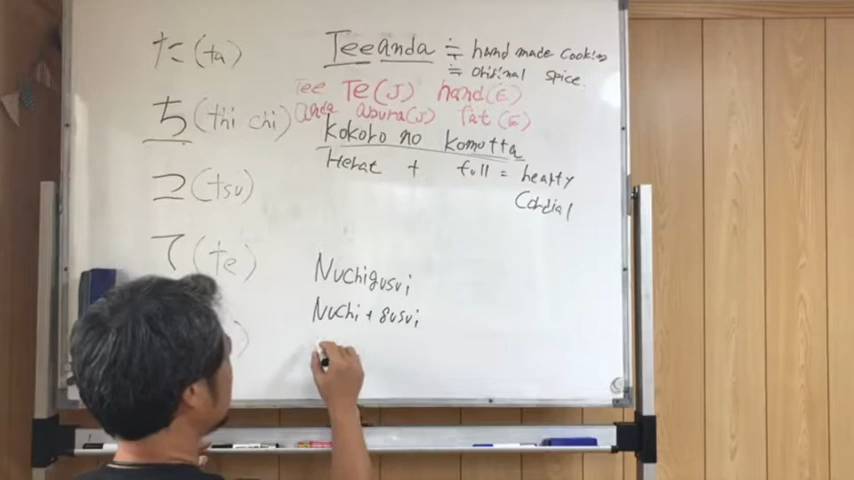 た (ta)
ち (thi chi)
つ (tsu)
て (te)
)
Teeanda ≒ hand made cooking
≒ original spice.
Tee Te(J) hand(E)
anda abura(J) fat(E)
kokoro no komotta
Herat + full = hearty
Cordial
Nuchigusui
Nuchi + gusui